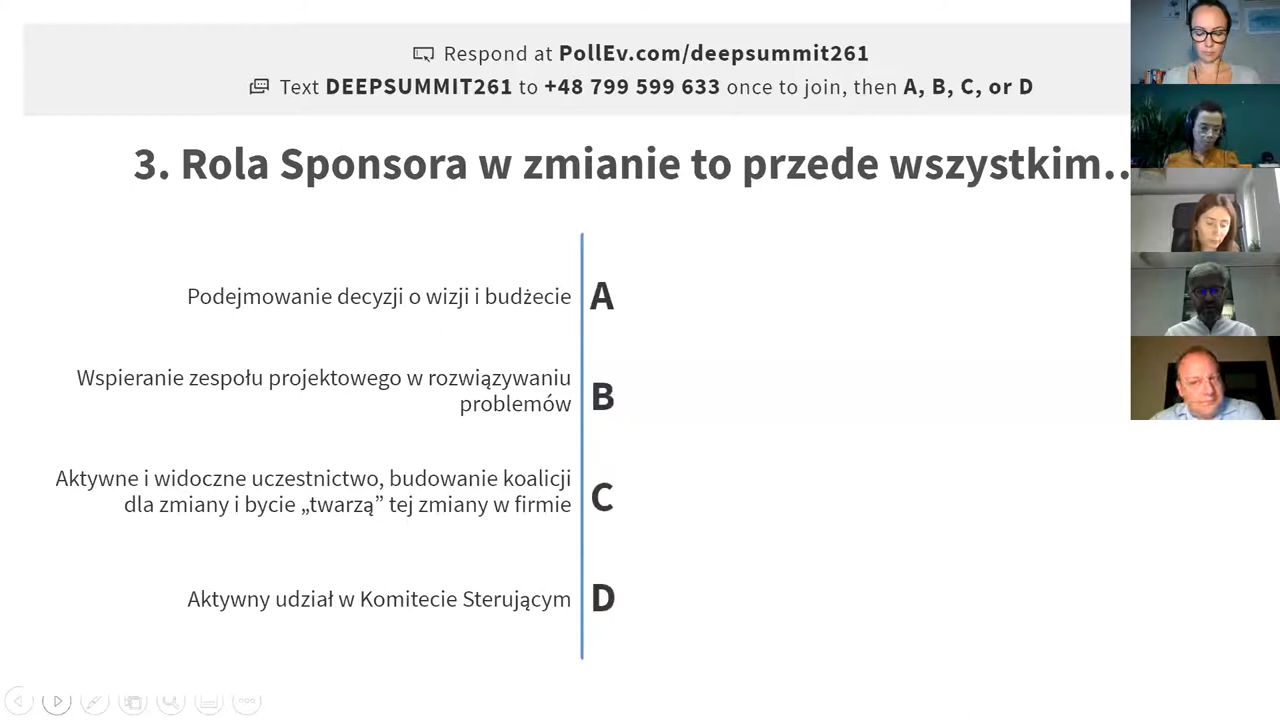 Respond at PollEv.com/deepsummit261
Text DEEPSUMMIT261 to +48 799 599 633 once to join, then A, B, C, or D
3. Rola Sponsora w zmianie to przede wszystkim..
Podejmowanie decyzji o wizji i budżecie A
Wspieranie zespołu projektowego w rozwiązywaniu
problemów B
Aktywne i widoczne uczestnictwo, budowanie koalicji
dla zmiany i bycie „twarzą” tej zmiany w firmie C
Aktywny udział w Komitecie Sterującym D